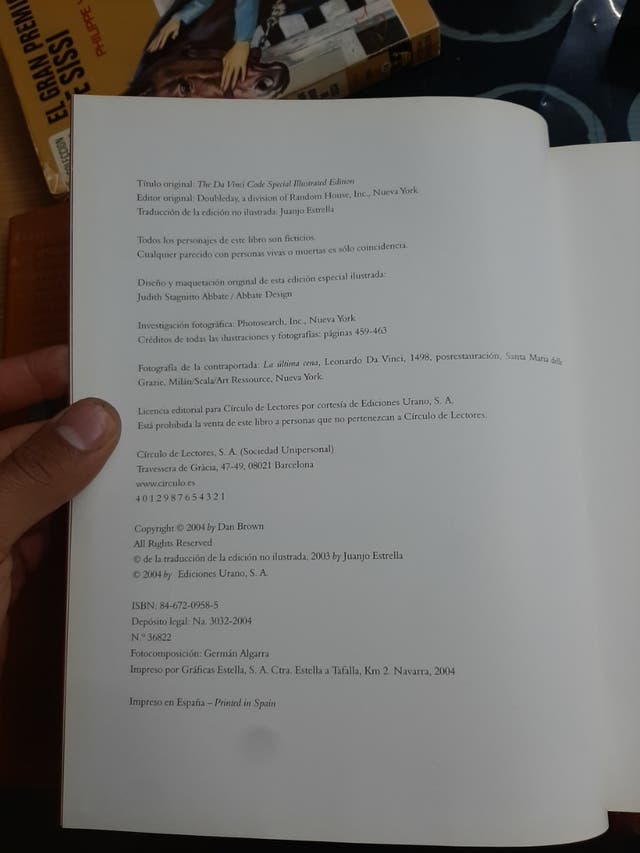 EL GRAN PREMIO
DE SISSI
PHILIPPE
COLECCION
Título original: The Da Vinci Code Special Illustrated Edition
Editor original: Doubleday, a division of Random House, Inc., Nueva York
Traducción de la edición no ilustrada: Juanjo Estrella
Todos los personajes de este libro son ficticios.
Cualquier parecido con personas vivas o muertas es sólo coincidencia.
Diseño y maquetación original de esta edición especial ilustrada:
Judith Stagnitto Abbate / Abbate Design
Investigación fotográfica: Photosearch, Inc., Nueva York
Créditos de todas las ilustraciones y fotografías: páginas 459-463
Fotografía de la contraportada: La última cena, Leonardo Da Vinci, 1498, posrestauración, Santa Maria delle
Grazie, Milán/Scala/Art Ressource, Nueva York.
Licencia editorial para Círculo de Lectores por cortesía de Ediciones Urano, S. A.
Está prohibida la venta de este libro a personas que no pertenezcan a Círculo de Lectores.
Círculo de Lectores, S. A. (Sociedad Unipersonal)
Travessera de Gràcia, 47-49, 08021 Barcelona
www.circulo.es
4 0 1 2 9 8 7 6 5 4 3 2 1
Copyright © 2004 by Dan Brown
All Rights Reserved
© de la traducción de la edición no ilustrada, 2003 by Juanjo Estrella
© 2004 by Ediciones Urano, S. A.
ISBN: 84-672-0958-5
Depósito legal: Na. 3032-2004
N.º 36822
Fotocomposición: Germán Algarra
Impreso por Gráficas Estella, S. A. Ctra. Estella a Tafalla, Km 2. Navarra, 2004
Impreso en España – Printed in Spain